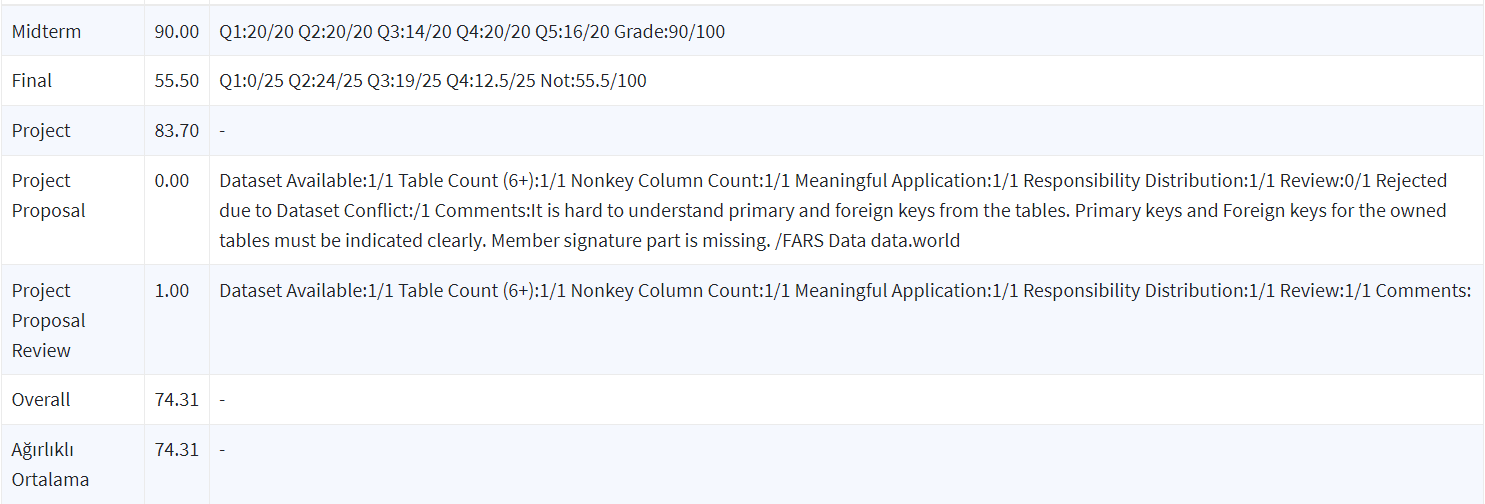 Midterm 90.00 Q1:20/20 Q2:20/20 Q3:14/20 Q4:20/20 Q5:16/20 Grade:90/100
Final 55.50 Q1:0/25 Q2:24/25 Q3:19/25 Q4:12.5/25 Not:55.5/100
Project 83.70 -
Project 0.00 Dataset Available:1/1 Table Count (6+):1/1 Nonkey Column Count:1/1 Meaningful Application:1/1 Responsibility Distribution:1/1 Review:0/1 Rejected
Proposal due to Dataset Conflict:/1 Comments:It is hard to understand primary and foreign keys from the tables. Primary keys and Foreign keys for the owned
tables must be indicated clearly. Member signature part is missing. /FARS Data data.world
Project 1.00 Dataset Available:1/1 Table Count (6+):1/1 Nonkey Column Count:1/1 Meaningful Application:1/1 Responsibility Distribution:1/1 Review:1/1 Comments:
Proposal
Review
Overall 74.31 -
Ağırlıklı 74.31 -
Ortalama